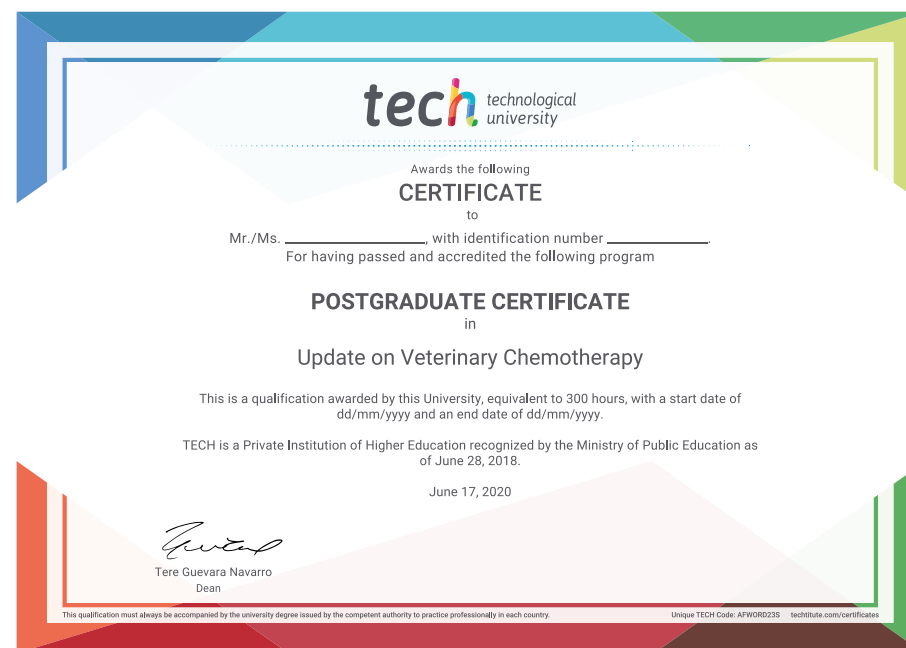 tech technological
university
Awards the following
CERTIFICATE
to
Mr./Ms. ____________________, with identification number ______________.
For having passed and accredited the following program
POSTGRADUATE CERTIFICATE
in
Update on Veterinary Chemotherapy
This is a qualification awarded by this University, equivalent to 300 hours, with a start date of
dd/mm/yyyy and an end date of dd/mm/yyyy.
TECH is a Private Institution of Higher Education recognized by the Ministry of Public Education as
of June 28, 2018.
June 17, 2020
Tere Guevara Navarro
Dean
This qualification must always be accompanied by the university degree issued by the competent authority to practice professionally in each country.
Unique TECH Code: AFWORD23S techtitute.com/certificates